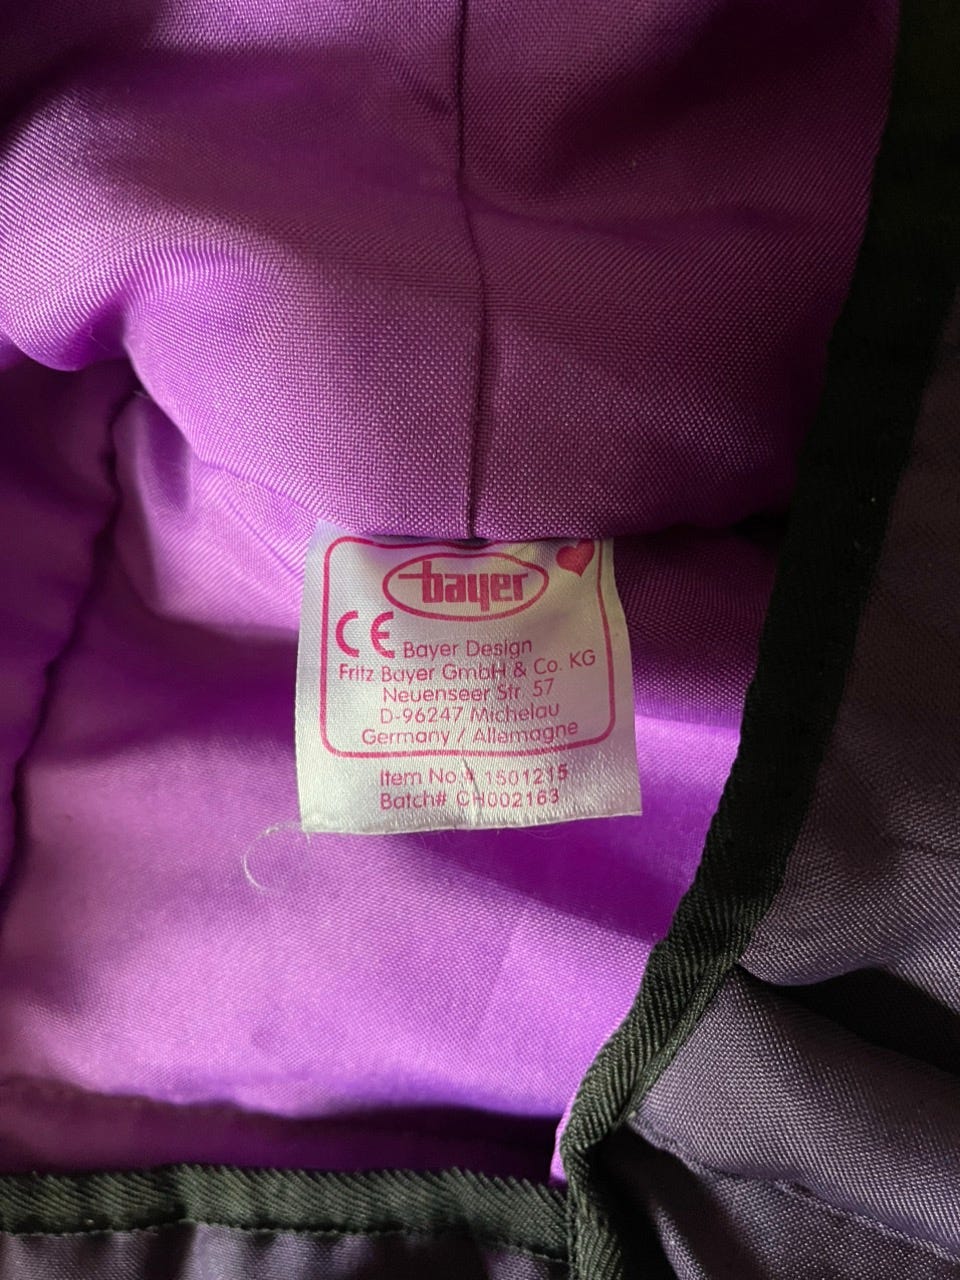 bayer
CE Bayer Design
Fritz Bayer GmbH & Co. KG
Neuenseer Str. 57
D-96247 Michelau
Germany / Allemagne
Item No.# 1501215
Batch# CH002163